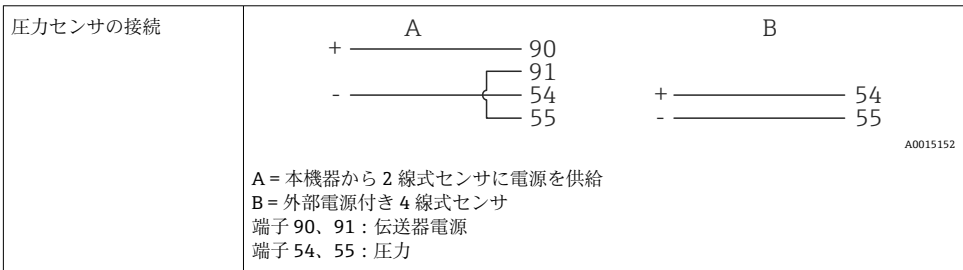 圧力センサの接続
A
B
+ 90
91
- 54
55
+ 54
- 55
A0015152
A = 本機器から 2 線式センサに電源を供給
B = 外部電源付き 4 線式センサ
端子 90、91：伝送器電源
端子 54、55：圧力